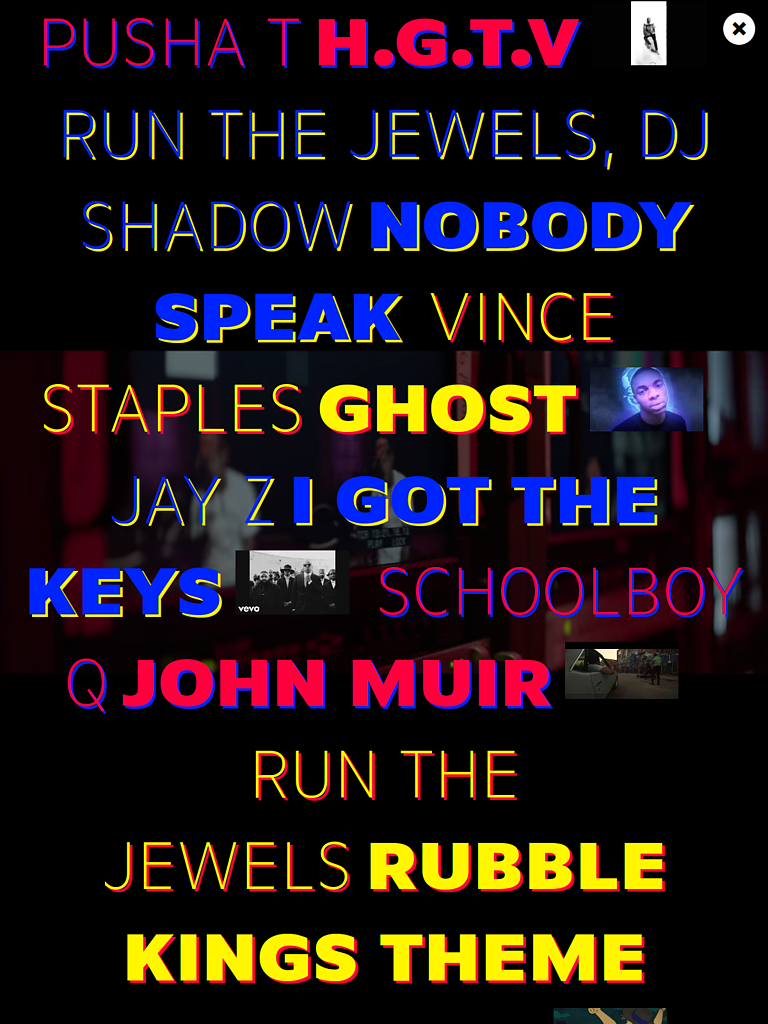 PUSHA T H.G.T.V
RUN THE JEWELS, DJ
SHADOW NOBODY
SPEAK VINCE
STAPLES GHOST
JAY Z I GOT THE
KEYS vevo SCHOOLBOY
Q JOHN MUIR
RUN THE
JEWELS RUBBLE
KINGS THEME